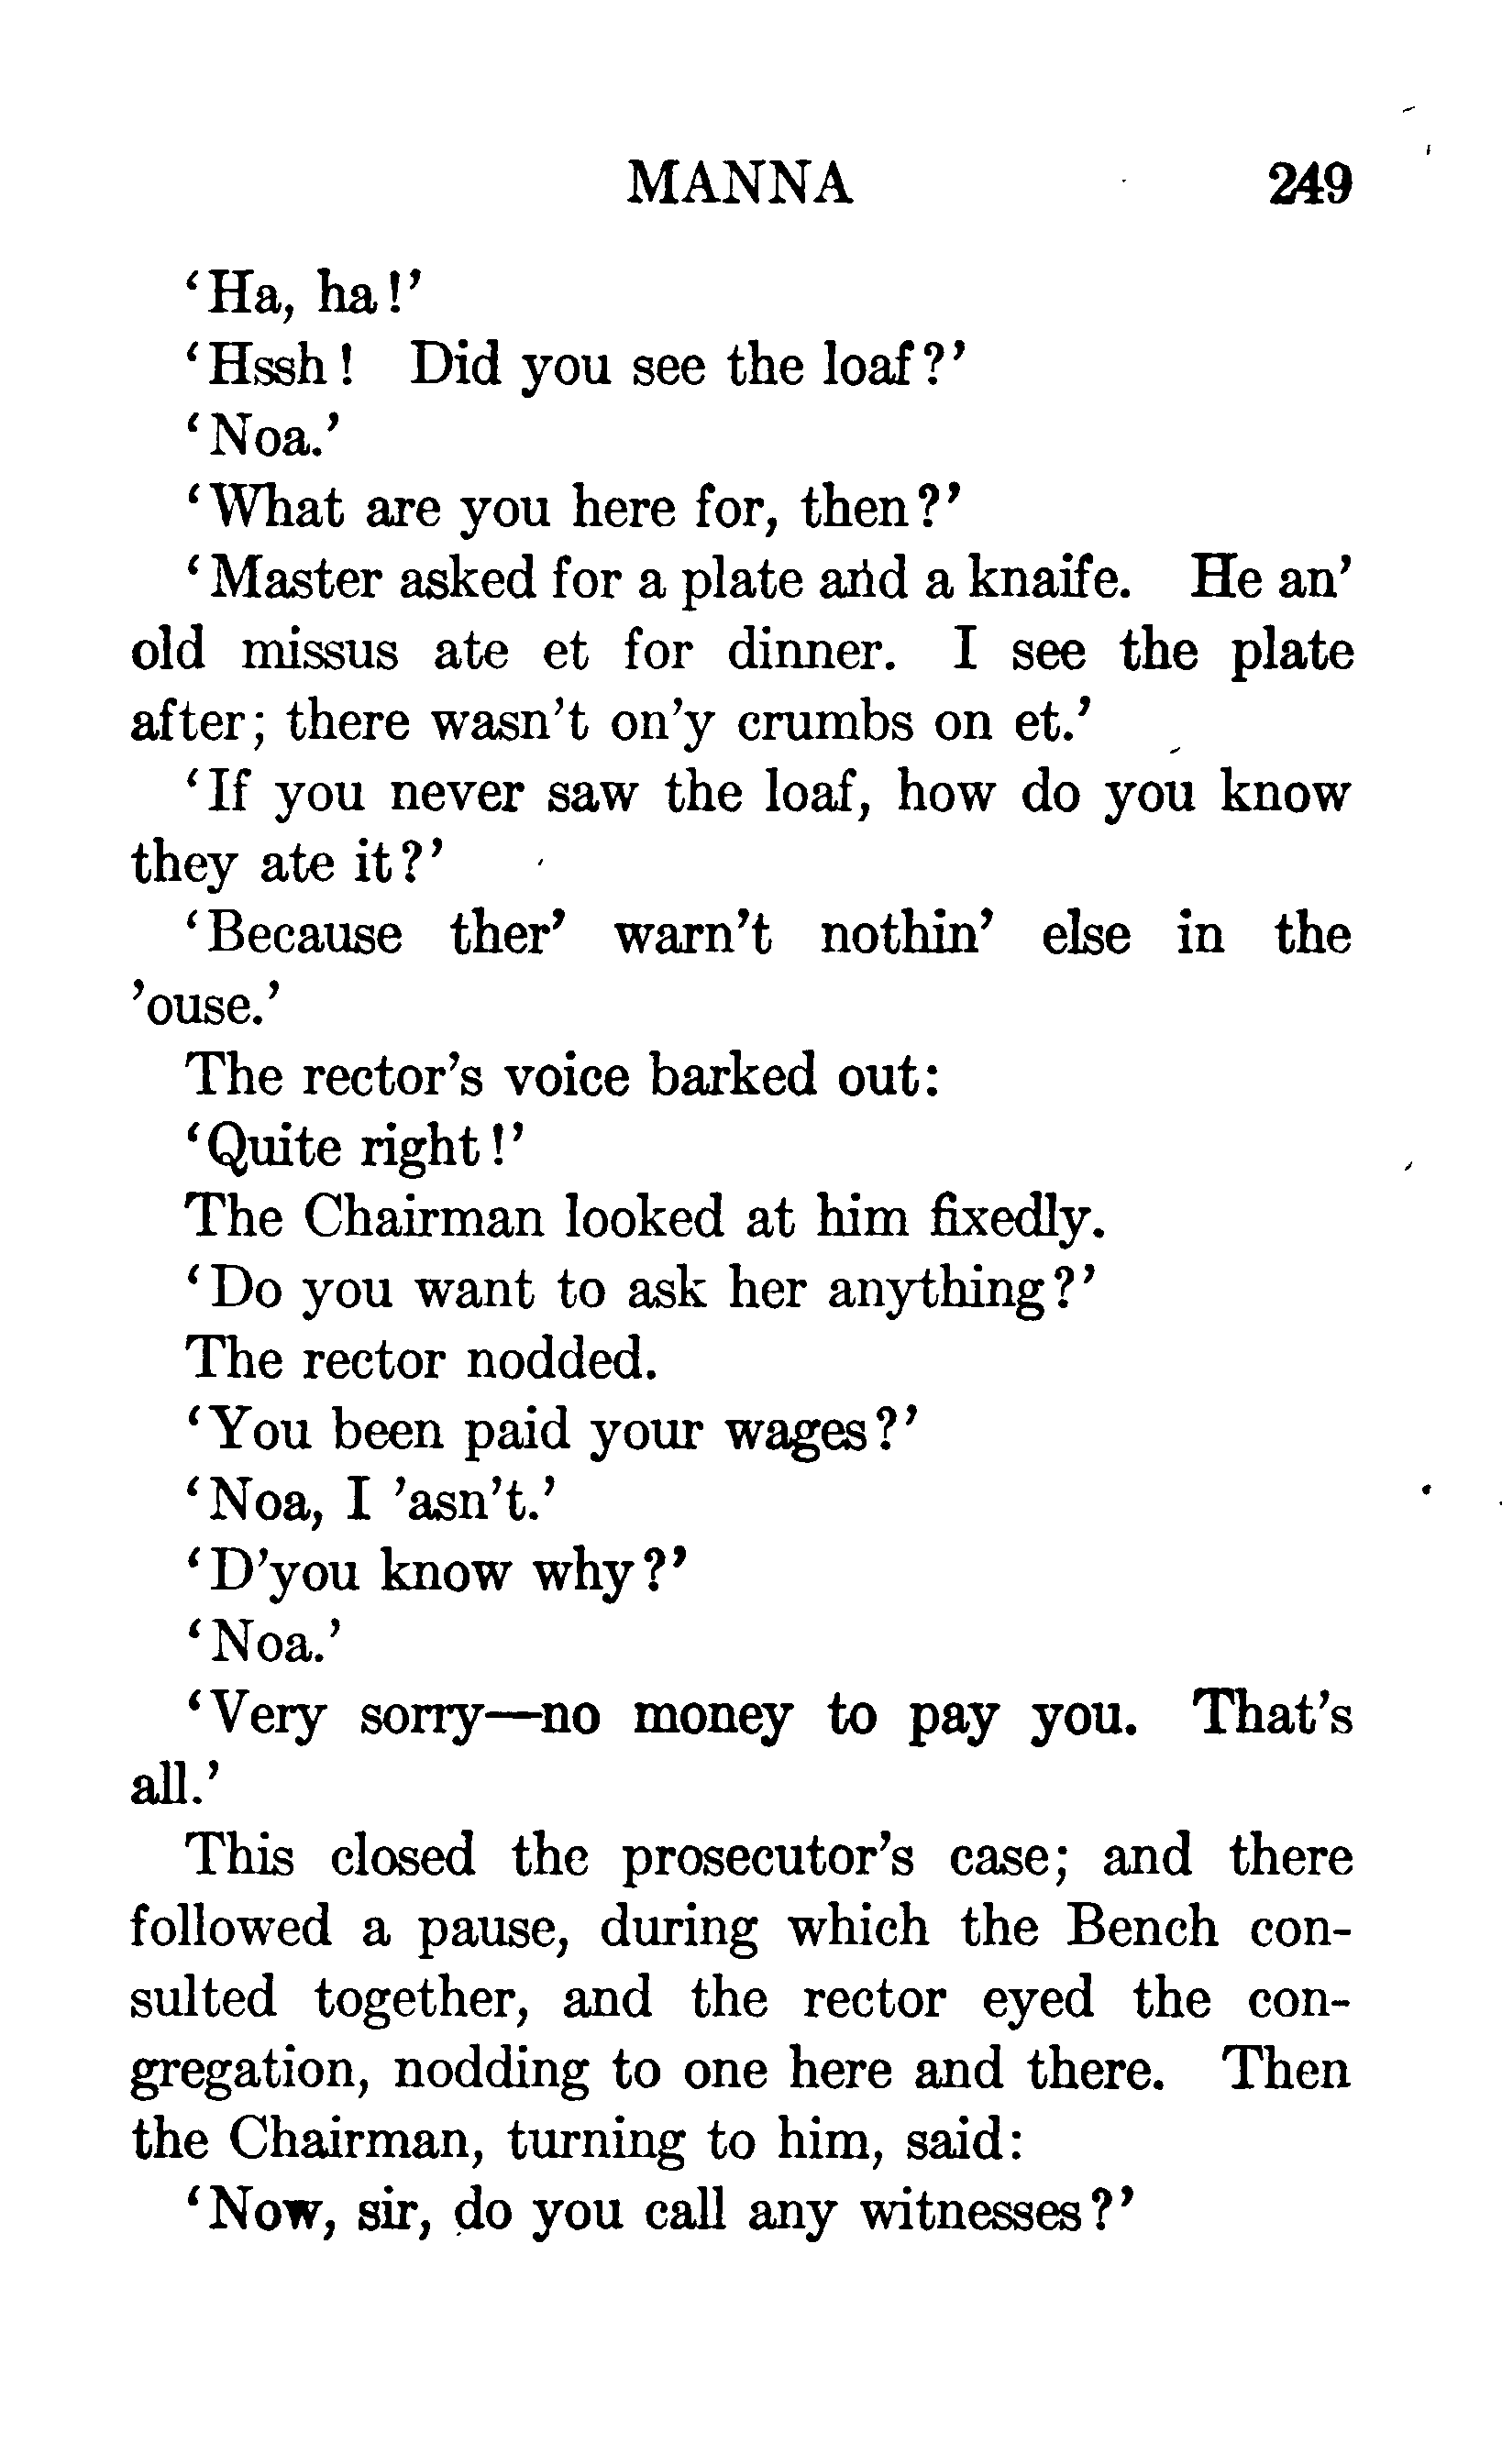 MANNA 249
‘Ha, ha!’
‘Hssh! Did you see the loaf?’
‘Noa.’
‘What are you here for, then?’
‘Master asked for a plate and a knaife. He an’
old missus ate et for dinner. I see the plate
after; there wasn’t on’y crumbs on et.’
‘If you never saw the loaf, how do you know
they ate it?’
‘Because ther’ warn’t nothin’ else in the
’ouse.’
The rector’s voice barked out:
‘Quite right!’
The Chairman looked at him fixedly.
‘Do you want to ask her anything?’
The rector nodded.
‘You been paid your wages?’
‘Noa, I ’asn’t.’
‘D’you know why?’
‘Noa.’
‘Very sorry—no money to pay you. That’s
all.’
This closed the prosecutor’s case; and there
followed a pause, during which the Bench con-
sulted together, and the rector eyed the con-
gregation, nodding to one here and there. Then
the Chairman, turning to him, said:
‘Now, sir, do you call any witnesses?’